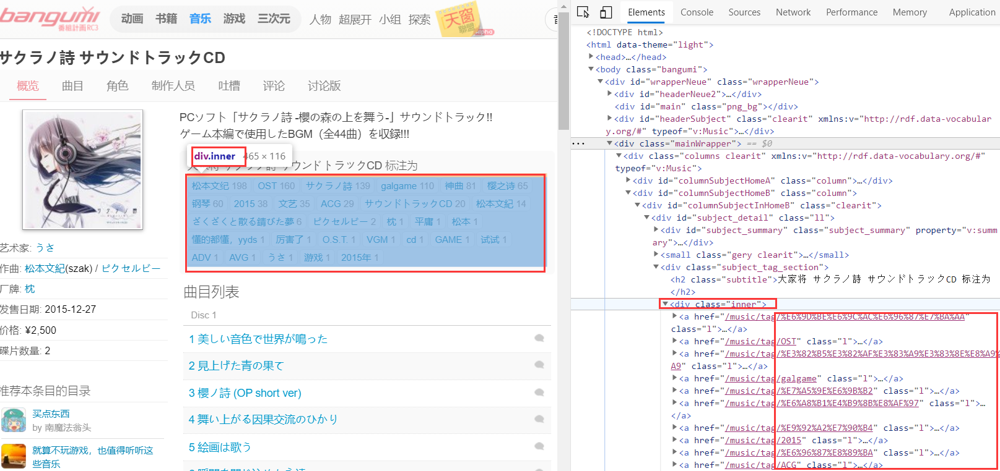 bangumi
番組計画RC3
动画 书籍 音乐 游戏 三次元 人物 超展开 小组 探索
天窗
聯盟
alpha
サクラノ詩 サウンドトラックCD
概览 曲目 角色 制作人员 吐槽 评论 讨论版
艺术家: うさ
作曲: 松本文紀(szak) / ピクセルビー
厂牌: 枕
发售日期: 2015-12-27
价格: ¥2,500
碟片数量: 2
推荐本条目的目录
买点东西
by 南魔法翁头
就算不玩游戏，也值得听听这
些音乐
PCソフト「サクラノ詩 -櫻の森の上を舞う-」サウンドトラック!!
ゲーム本編で使用したBGM（全44曲）を収録!!!
div.inner 465 × 116
大家将 サクラノ詩 サウンドトラックCD 标注为
松本文纪 198 OST 160 サクラノ詩 139 galgame 110 神曲 81 樱之诗 65
钢琴 60 2015 38 文艺 35 ACG 29 サウンドトラックCD 20 松本文紀 14
ざくざくと散る錆びた夢 6 ピクセルビー 2 枕 1 平庸 1 松本 1
懂的都懂，yyds 1 厉害了 1 O.S.T. 1 VGM 1 cd 1 GAME 1 试试 1
ADV 1 AVG 1 うさ 1 游戏 1 2015年 1
曲目列表
Disc 1
1 美しい音色で世界が鳴った
2 見上げた青の果て
3 櫻ノ詩 (OP short ver)
4 舞い上がる因果交流のひかり
5 絵画は歌う
Elements Console Sources Network Performance Memory Application
<!DOCTYPE html>
<html data-theme="light">
<head>…</head>
<body class="bangumi">
<div id="wrapperNeue" class="wrapperNeue">
<div id="headerNeue2">…</div>
<div id="main" class="png_bg"></div>
<div id="headerSubject" class="clearit" xmlns:v="http://rdf.data-vocabular
y.org/#" typeof="v:Music">…</div>
<div class="mainWrapper"> == $0
<div class="columns clearit" xmlns:v="http://rdf.data-vocabulary.org/#"
typeof="v:Music">
<div id="columnSubjectHomeA" class="column">…</div>
<div id="columnSubjectHomeB" class="column">
<div id="columnSubjectInHomeB" class="clearit">
<div id="subject_detail" class="ll">
<div id="subject_summary" class="subject_summary" property="v:summ
ary">…</div>
<small class="gery clearit">…</small>
<div class="subject_tag_section">
<h2 class="subtitle">大家将 サクラノ詩 サウンドトラックCD 标注为
</h2>
<div class="inner">
<a href="/music/tag/%E6%9D%BE%E6%9C%AC%E6%96%87%E7%BA%AA"
class="l">…</a>
<a href="/music/tag/OST" class="l">…</a>
<a href="/music/tag/%E3%82%B5%E3%82%AF%E3%83%A9%E3%83%8E%E8%A9%
A9" class="l">…</a>
<a href="/music/tag/galgame" class="l">…</a>
<a href="/music/tag/%E7%A5%9E%E6%9B%B2" class="l">…</a>
<a href="/music/tag/%E6%A8%B1%E4%B9%8B%E8%AF%97" class="l">…
</a>
<a href="/music/tag/%E9%92%A2%E7%90%B4" class="l">…</a>
<a href="/music/tag/2015" class="l">…</a>
<a href="/music/tag/%E6%96%87%E8%89%BA" class="l">…</a>
<a href="/music/tag/ACG" class="l">…</a>